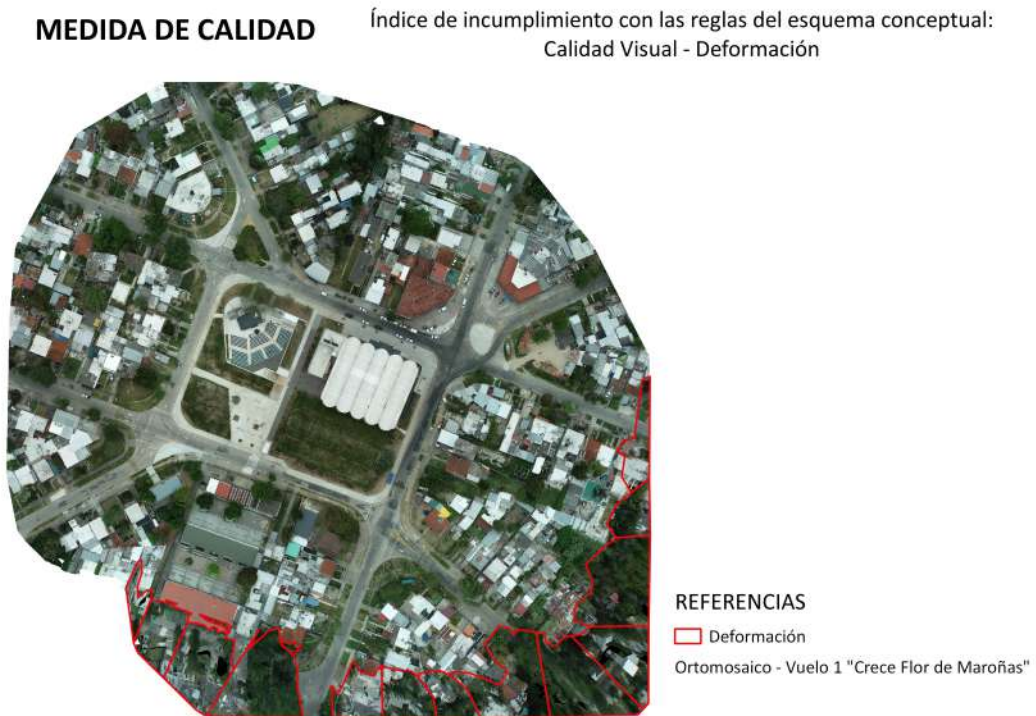 MEDIDA DE CALIDAD
Índice de incumplimiento con las reglas del esquema conceptual:
Calidad Visual - Deformación
REFERENCIAS
Deformación
Ortomosaico - Vuelo 1 "Crece Flor de Maroñas"